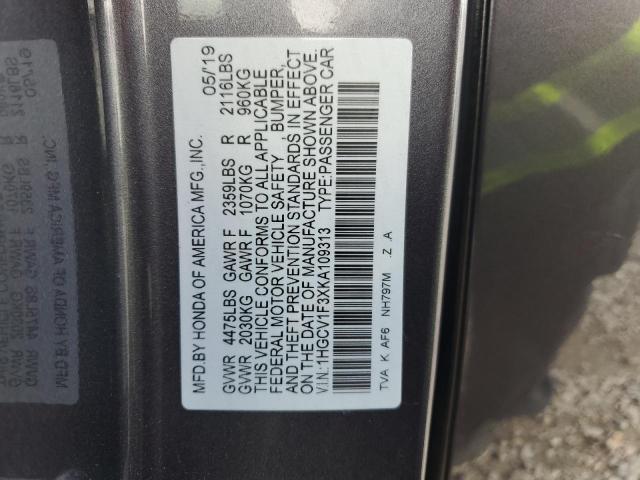 MFD.BY HONDA OF AMERICA MFG.,INC. 05/19
GVWR 4475LBS GAWR F 2359LBS R 2116LBS
GVWR 2030KG GAWR F 1070KG R 960KG
THIS VEHICLE CONFORMS TO ALL APPLICABLE
FEDERAL MOTOR VEHICLE SAFETY , BUMPER,
AND THEFT PREVENTION STANDARDS IN EFFECT
ON THE DATE OF MANUFACTURE SHOWN ABOVE.
V.I.N.:1HGCV1F3XKA109313 TYPE:PASSENGER CAR
TVA K AF6 NH797M .Z .A